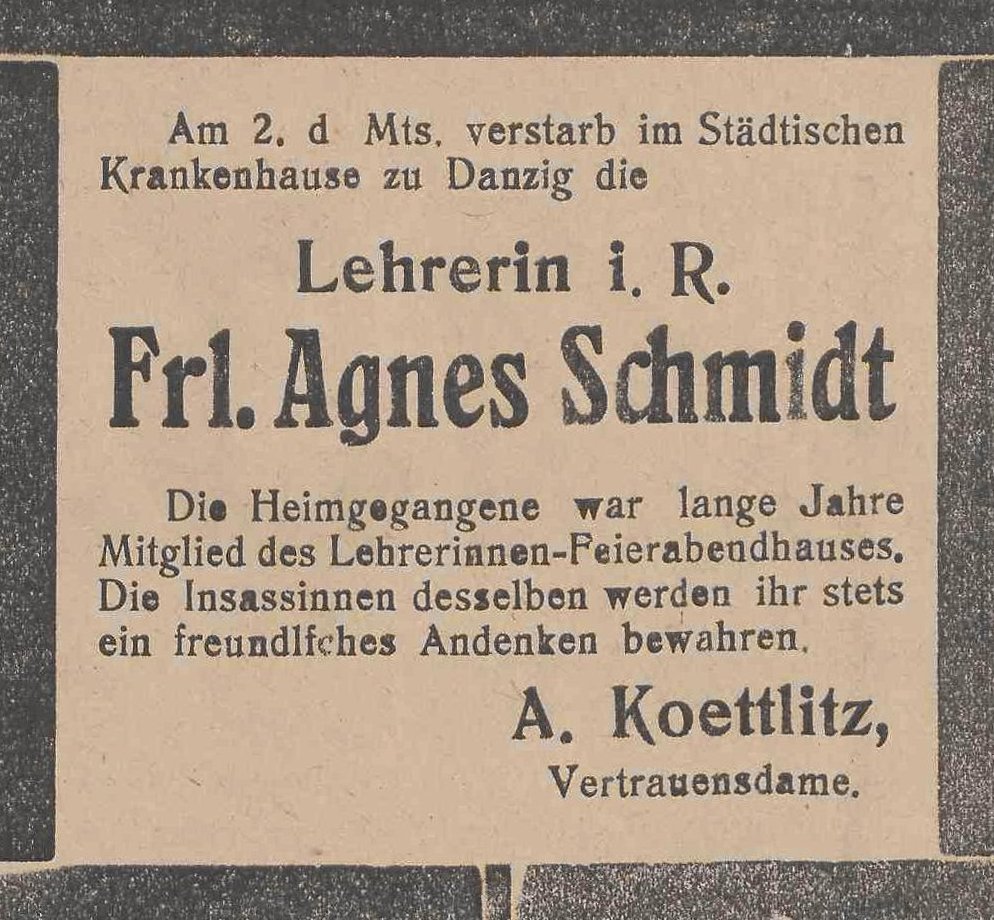 Am 2. d Mts. verstarb im Städtischen
Krankenhause zu Danzig die
Lehrerin i. R.
Frl. Agnes Schmidt
Die Heimgegangene war lange Jahre
Mitglied des Lehrerinnen-Feierabendhauses.
Die Insassinnen desselben werden ihr stets
ein freundlfches Andenken bewahren.
A. Koettlitz,
Vertrauensdame.